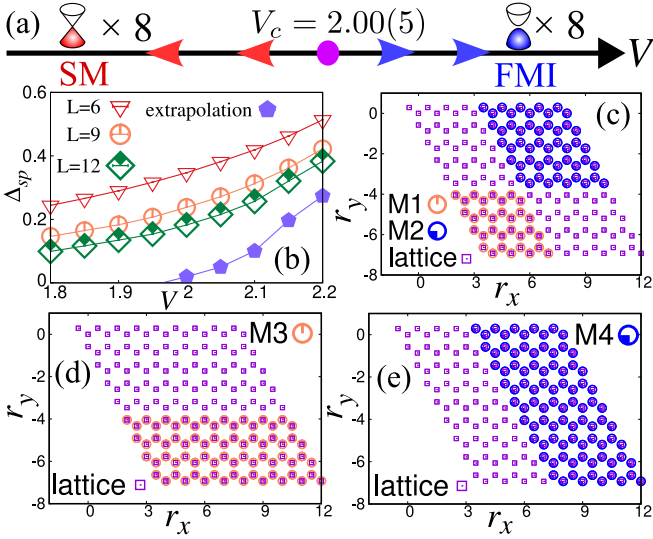 (a) × 8 V_c = 2.00(5) × 8
SM FMI V
0.6
0.4
0.2
0
Δ_sp
L=6
L=9
L=12
extrapolation
(b)
1.8 1.9 2 2.1 2.2
V
(c)
0
-2
-4
-6
-8
r_y
M1
M2
lattice
0 3 6 9 12
r_x
(d)
M3
0
-2
-4
-6
-8
r_y
lattice
0 3 6 9 12
r_x
(e)
M4
0
-2
-4
-6
-8
r_y
lattice
0 3 6 9 12
r_x